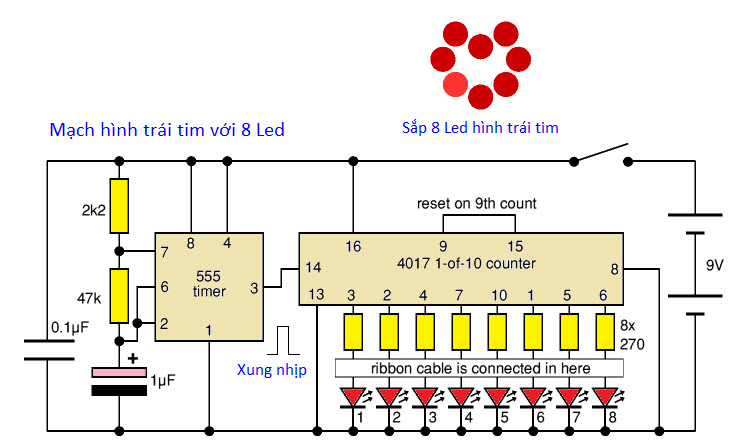 Mạch hình trái tim với 8 Led
Sắp 8 Led hình trái tim
reset on 9th count
2k2
8
4
16
9
15
7
555
timer
4017 1-of-10 counter
14
8
9V
47k
6
3
13
3
2
4
7
10
1
5
6
2
1
0.1µF
8x
270
Xung nhịp
ribbon cable is connected in here
+
1µF
1
2
3
4
5
6
7
8